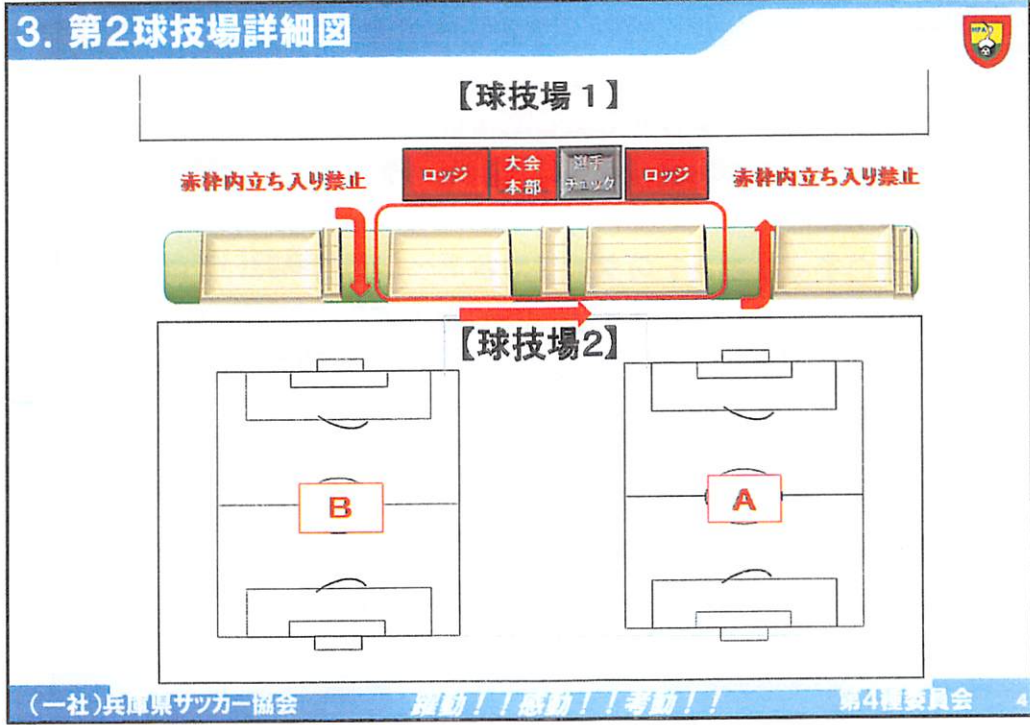 3. 第2球技場詳細図
HFA
【球技場1】
赤枠内立ち入り禁止
ロッジ
大会
本部
選手
チェック
ロッジ
赤枠内立ち入り禁止
【球技場2】
B
A
(一社)兵庫県サッカー協会
躍動!!感動!!考動!!
第4種委員会
4